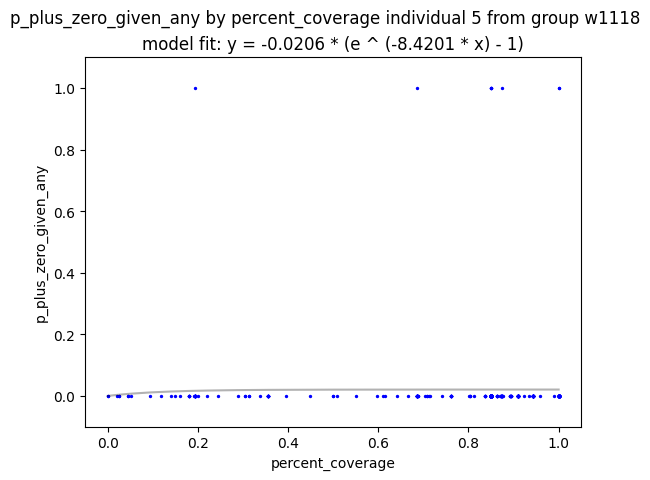 p_plus_zero_given_any by percent_coverage individual 5 from group w1118
model fit: y = -0.0206 * (e ^ (-8.4201 * x) - 1)
1.0
0.8
0.6
0.4
0.2
0.0
p_plus_zero_given_any
0.0 0.2 0.4 0.6 0.8 1.0
percent_coverage